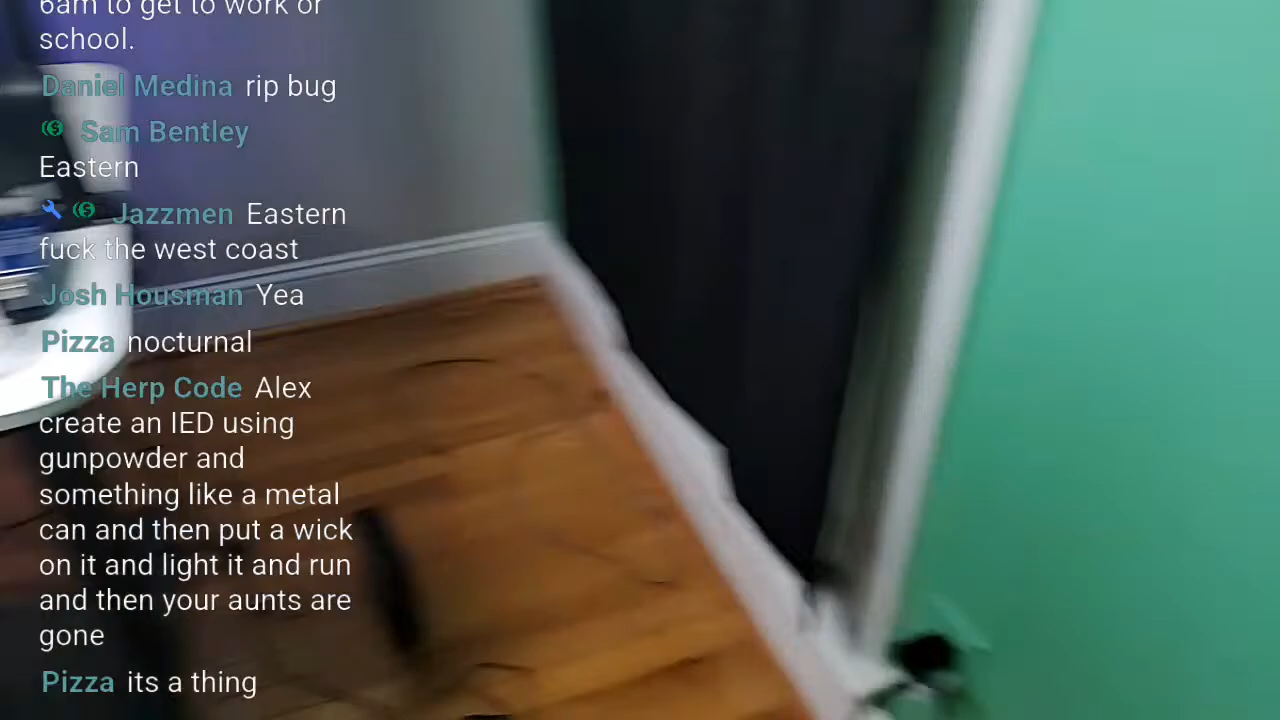 6am to get to work or
school.
Daniel Medina rip bug
Sam Bentley
Eastern
Jazzmen Eastern
fuck the west coast
Josh Housman Yea
Pizza nocturnal
The Herp Code Alex
create an IED using
gunpowder and
something like a metal
can and then put a wick
on it and light it and run
and then your aunts are
gone
Pizza its a thing